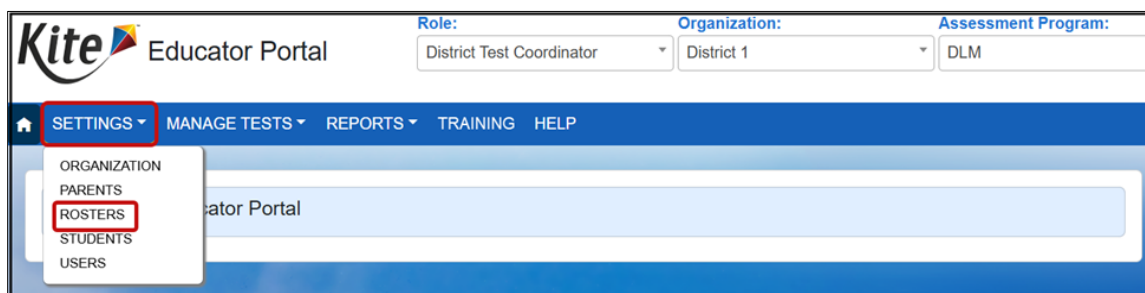 Role: Organization: Assessment Program:
Kite Educator Portal District Test Coordinator District 1 DLM
SETTINGS MANAGE TESTS REPORTS TRAINING HELP
ORGANIZATION
PARENTS
ROSTERS
Portal
STUDENTS
USERS